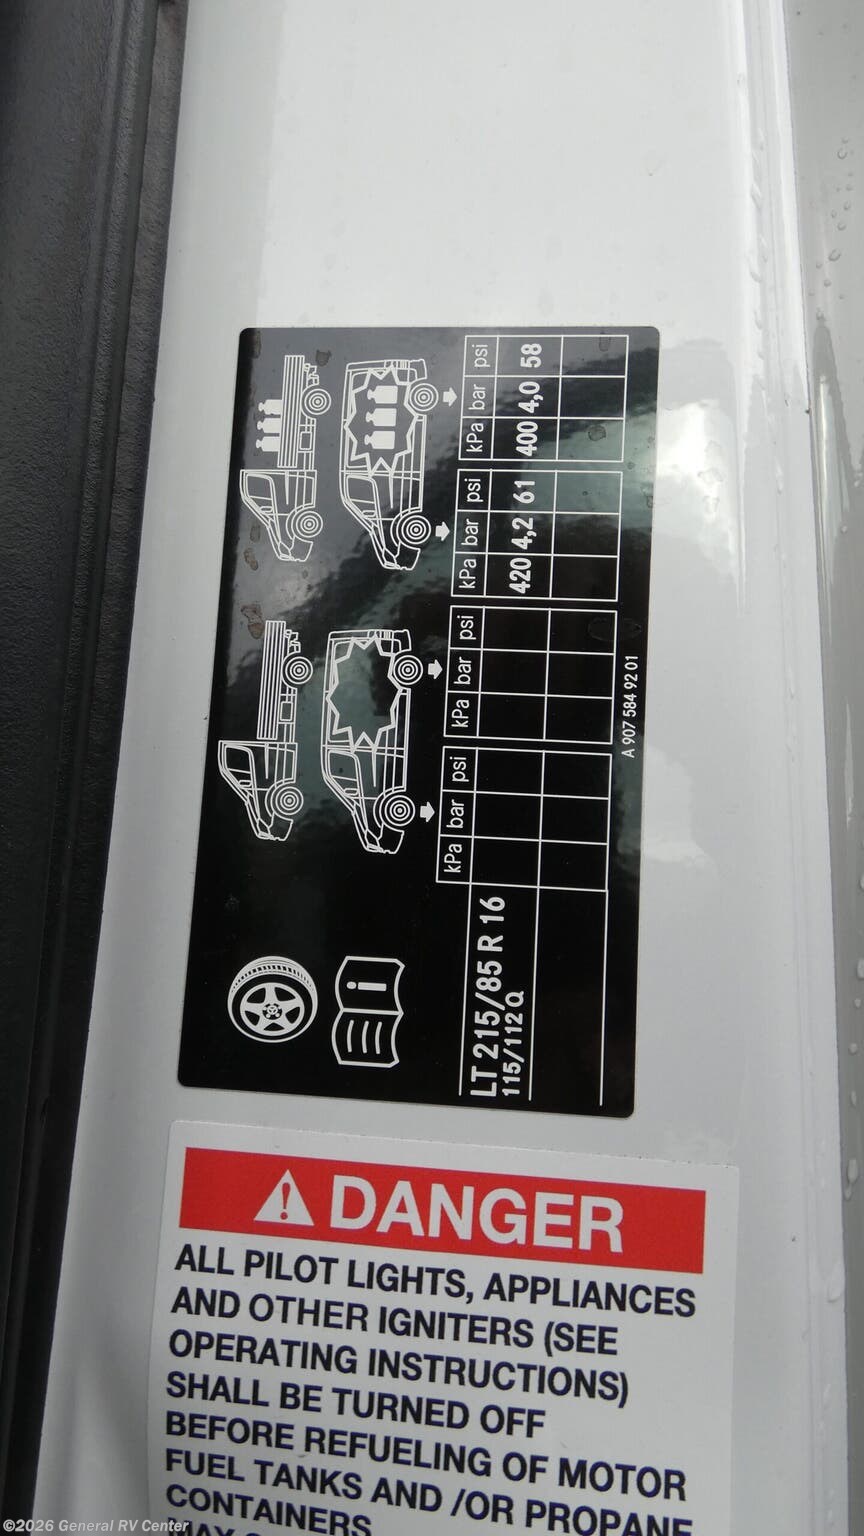 kPa bar psi kPa bar psi kPa bar psi kPa bar psi
LT 215/85 R 16 420 4,2 61 400 4,0 58
115/112Q
A 907 584 92 01
DANGER
ALL PILOT LIGHTS, APPLIANCES
AND OTHER IGNITERS (SEE
OPERATING INSTRUCTIONS)
SHALL BE TURNED OFF
BEFORE REFUELING OF MOTOR
FUEL TANKS AND /OR PROPANE
CONTAINERS
©2026 General RV Center